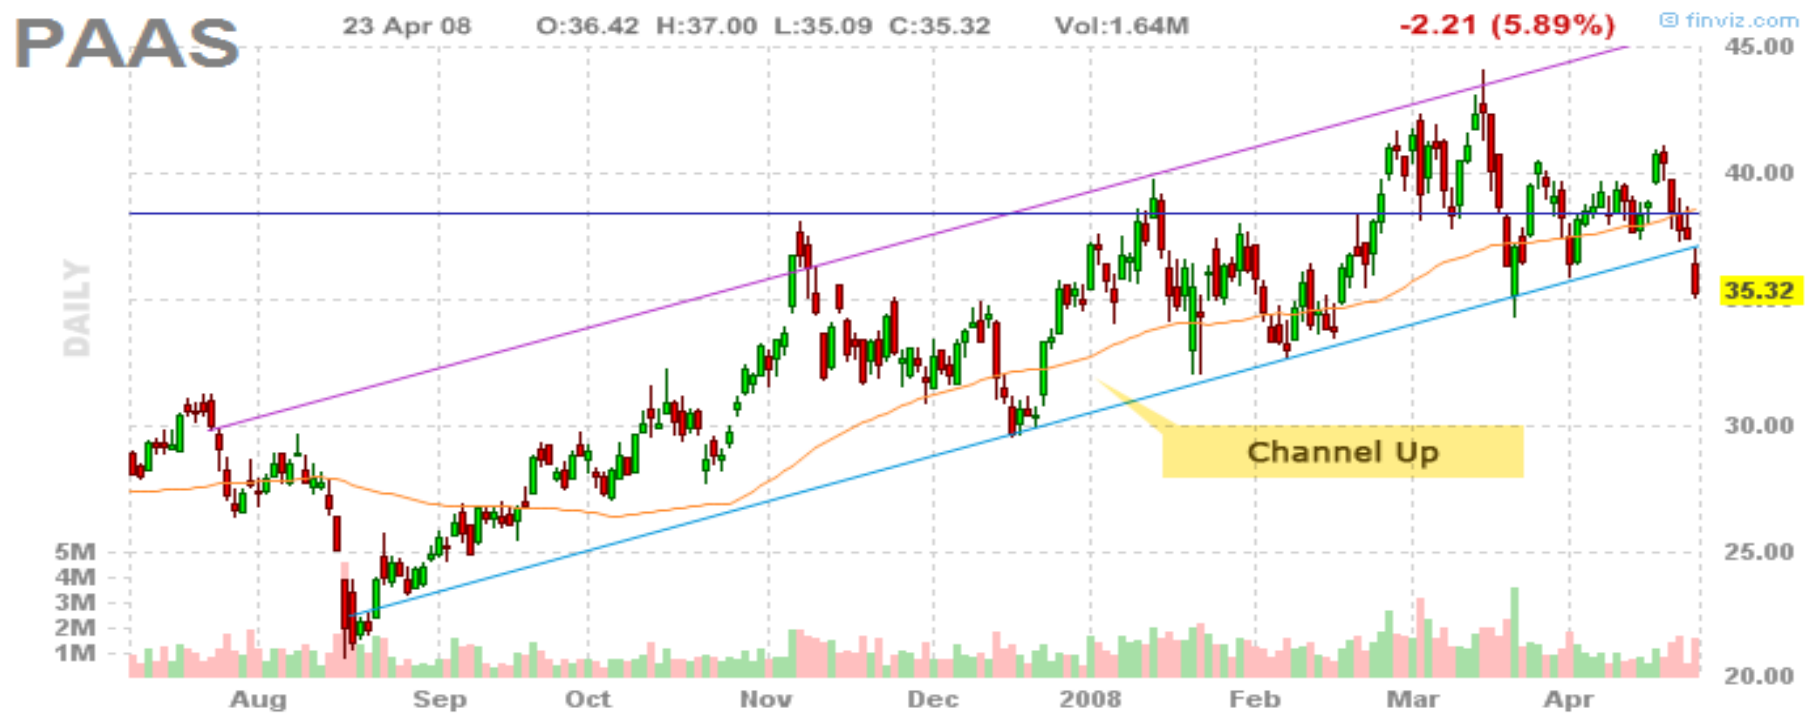 PAAS
23 Apr 08 O:36.42 H:37.00 L:35.09 C:35.32 Vol:1.64M -2.21 (5.89%) © finviz.com
45.00
40.00
35.32
30.00
25.00
20.00
DAILY
Channel Up
5M
4M
3M
2M
1M
Aug Sep Oct Nov Dec 2008 Feb Mar Apr